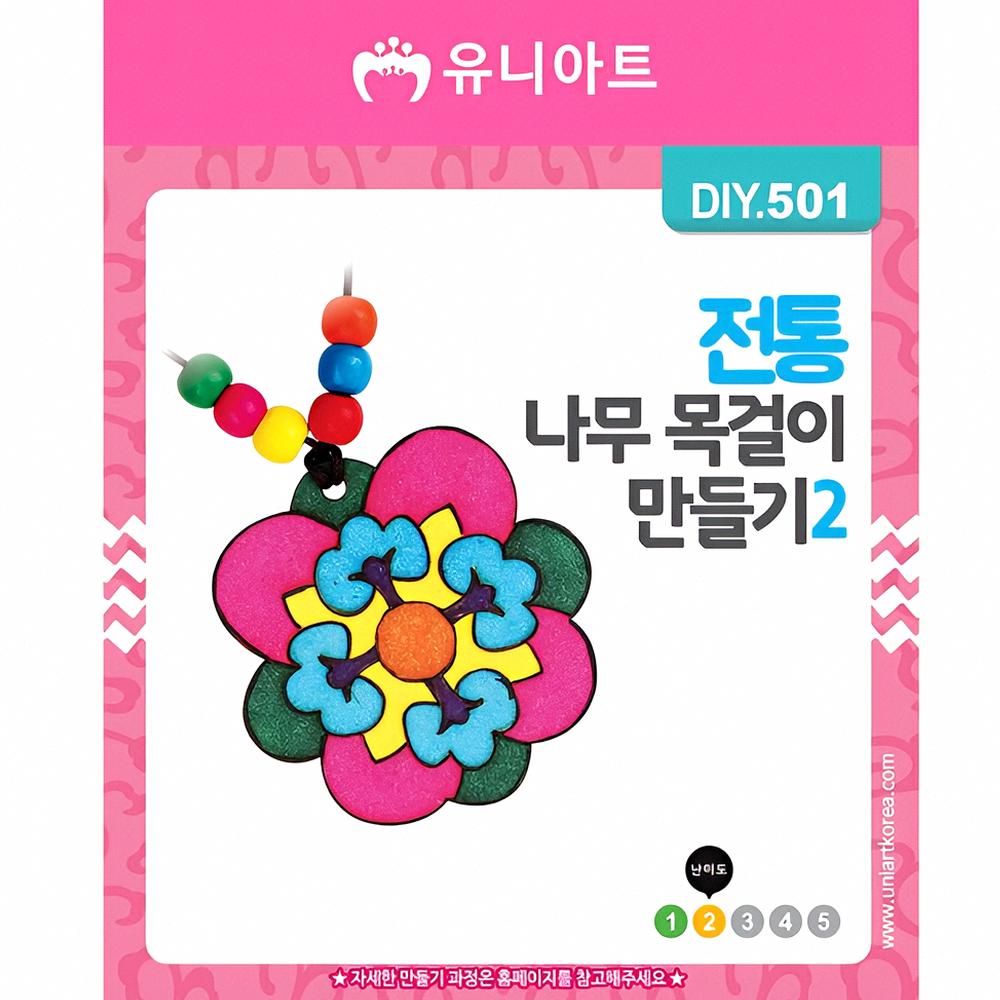 유니아트
DIY.501
전통
나무 목걸이
만들기2
난이도
1 2 3 4 5
www.uniartkorea.com
★자세한 만들기 과정은 홈페이지를 참고해주세요★